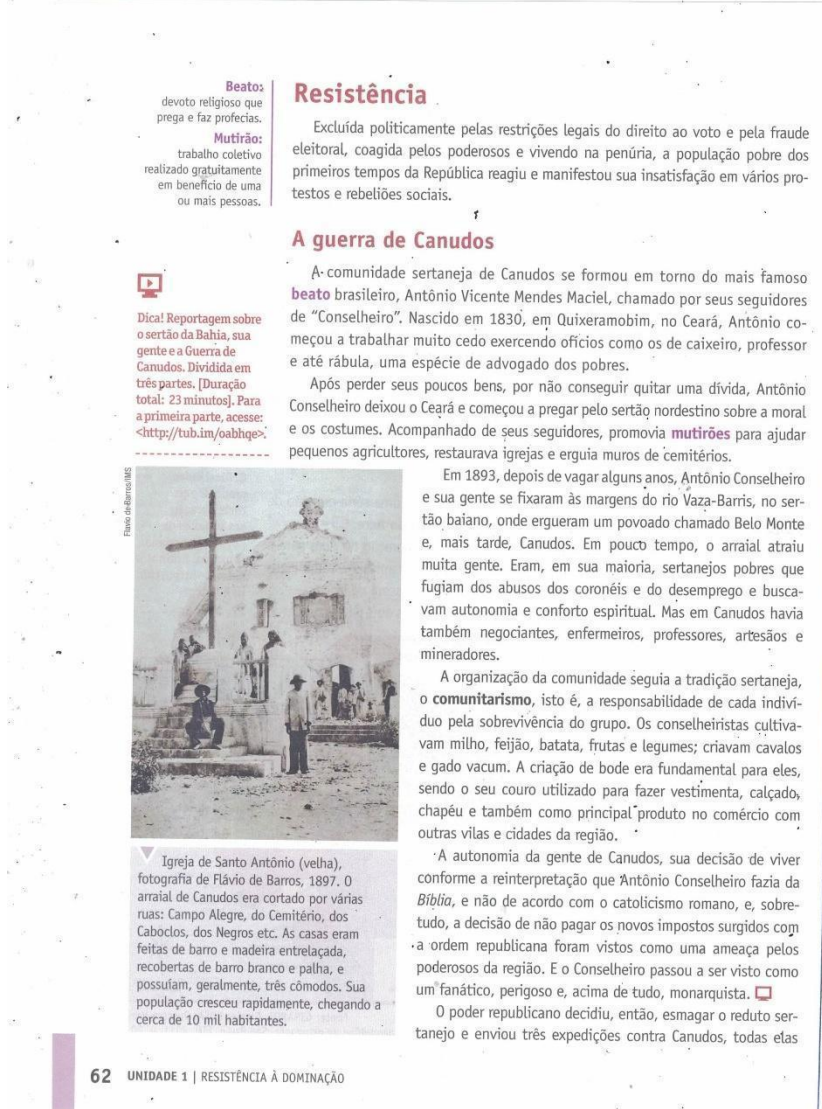 Beato:
devoto religioso que
prega e faz profecias.
Mutirão:
trabalho coletivo
realizado gratuitamente
em benefício de uma
ou mais pessoas.
Resistência
Excluída politicamente pelas restrições legais do direito ao voto e pela fraude
eleitoral, coagida pelos poderosos e vivendo na penúria, a população pobre dos
primeiros tempos da República reagiu e manifestou sua insatisfação em vários pro-
testos e rebeliões sociais.
A guerra de Canudos
A comunidade sertaneja de Canudos se formou em torno do mais famoso
beato brasileiro, Antônio Vicente Mendes Maciel, chamado por seus seguidores
de “Conselheiro”. Nascido em 1830, em Quixeramobim, no Ceará, Antônio co-
meçou a trabalhar muito cedo exercendo ofícios como os de caixeiro, professor
e até rábula, uma espécie de advogado dos pobres.
Após perder seus poucos bens, por não conseguir quitar uma dívida, Antônio
Conselheiro deixou o Ceará e começou a pregar pelo sertão nordestino sobre a moral
e os costumes. Acompanhado de seus seguidores, promovia mutirões para ajudar
pequenos agricultores, restaurava igrejas e erguia muros de cemitérios.
Dica! Reportagem sobre
o sertão da Bahia, sua
gente e a Guerra de
Canudos. Dividida em
três partes. [Duração
total: 23 minutos]. Para
a primeira parte, acesse:
<http://tub.im/oabhqe>.
Em 1893, depois de vagar alguns anos, Antônio Conselheiro
e sua gente se fixaram às margens do rio Vaza-Barris, no ser-
tão baiano, onde ergueram um povoado chamado Belo Monte
e, mais tarde, Canudos. Em pouco tempo, o arraial atraiu
muita gente. Eram, em sua maioria, sertanejos pobres que
fugiam dos abusos dos coronéis e do desemprego e busca-
vam autonomia e conforto espiritual. Mas em Canudos havia
também negociantes, enfermeiros, professores, artesãos e
mineradores.
A organização da comunidade seguia a tradição sertaneja,
o comunitarismo, isto é, a responsabilidade de cada indiví-
duo pela sobrevivência do grupo. Os conselheiristas cultiva-
vam milho, feijão, batata, frutas e legumes; criavam cavalos
e gado vacum. A criação de bode era fundamental para eles,
sendo o seu couro utilizado para fazer vestimenta, calçado,
chapéu e também como principal produto no comércio com
outras vilas e cidades da região.
A autonomia da gente de Canudos, sua decisão de viver
conforme a reinterpretação que Antônio Conselheiro fazia da
Bíblia, e não de acordo com o catolicismo romano, e, sobre-
tudo, a decisão de não pagar os novos impostos surgidos com
a ordem republicana foram vistos como uma ameaça pelos
poderosos da região. E o Conselheiro passou a ser visto como
um fanático, perigoso e, acima de tudo, monarquista.
O poder republicano decidiu, então, esmagar o reduto ser-
tanejo e enviou três expedições contra Canudos, todas elas
Flavio de Barros/IMS
Igreja de Santo Antônio (velha),
fotografia de Flávio de Barros, 1897. O
arraial de Canudos era cortado por várias
ruas: Campo Alegre, do Cemitério, dos
Caboclos, dos Negros etc. As casas eram
feitas de barro e madeira entrelaçada,
recobertas de barro branco e palha, e
possuíam, geralmente, três cômodos. Sua
população cresceu rapidamente, chegando a
cerca de 10 mil habitantes.
62 UNIDADE 1 | RESISTÊNCIA À DOMINAÇÃO